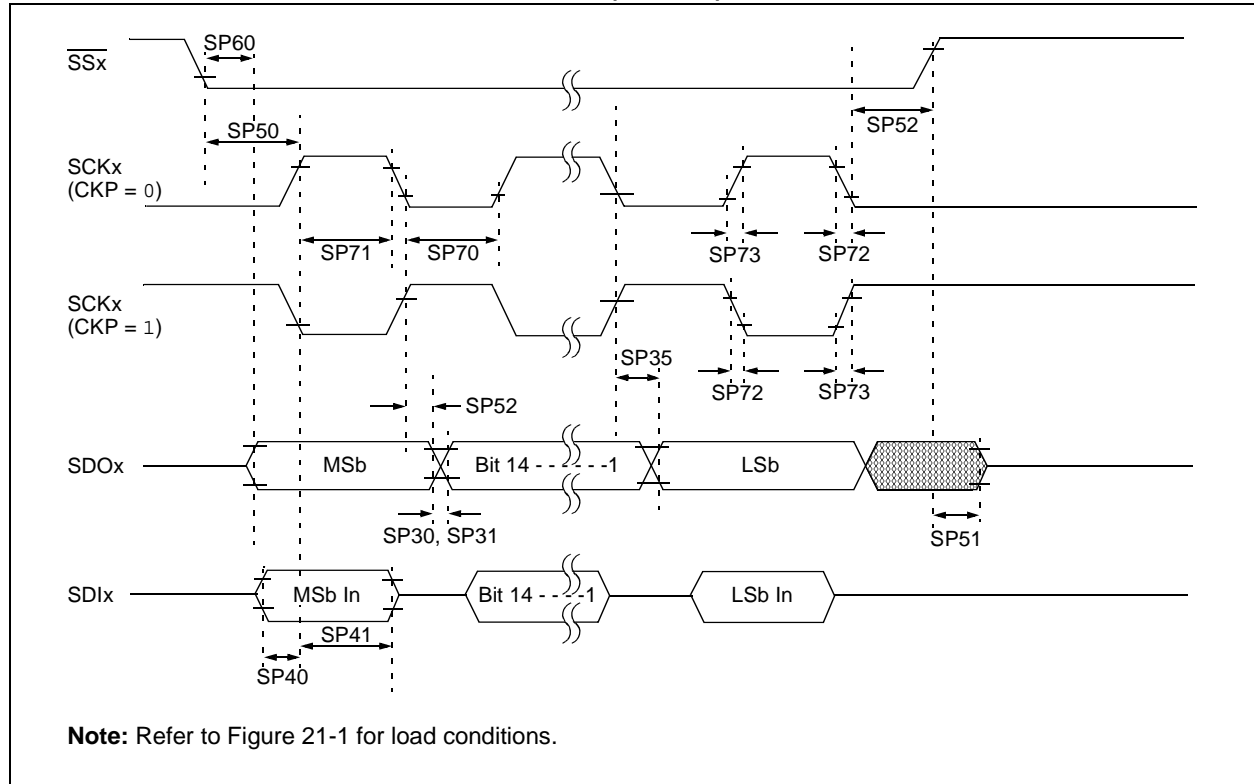 SP60
SSx
SP50
SP52
SCKx
(CKP = 0)
SP71
SP70
SP73
SP72
SCKx
(CKP = 1)
SP35
SP72
SP73
SP52
SDOx
MSb
Bit 14 - - - - - -1
LSb
SP30, SP31
SP51
SDIx
MSb In
Bit 14 - - - -1
LSb In
SP41
SP40
Note: Refer to Figure 21-1 for load conditions.